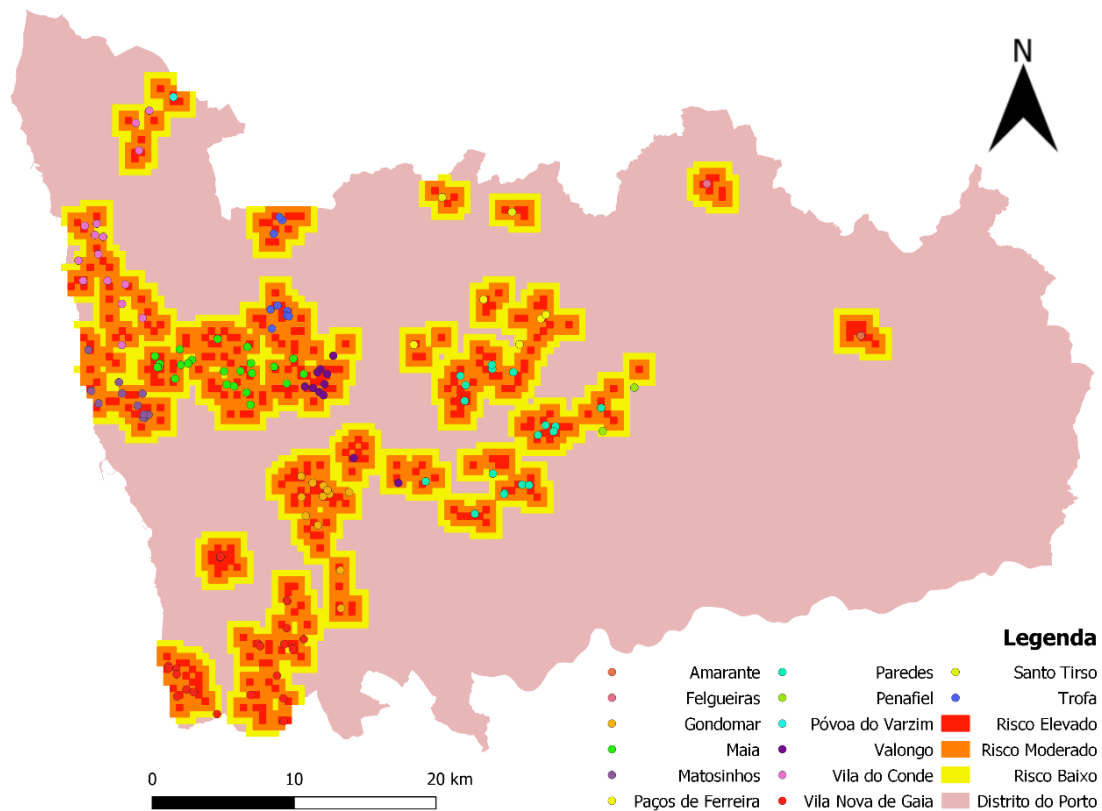 N
Legenda
Amarante
Paredes
Santo Tirso
Felgueiras
Penafiel
Trofa
Gondomar
Póvoa do Varzim
Risco Elevado
Maia
Valongo
Risco Moderado
Matosinhos
Vila do Conde
Risco Baixo
Paços de Ferreira
Vila Nova de Gaia
Distrito do Porto
0 10 20 km